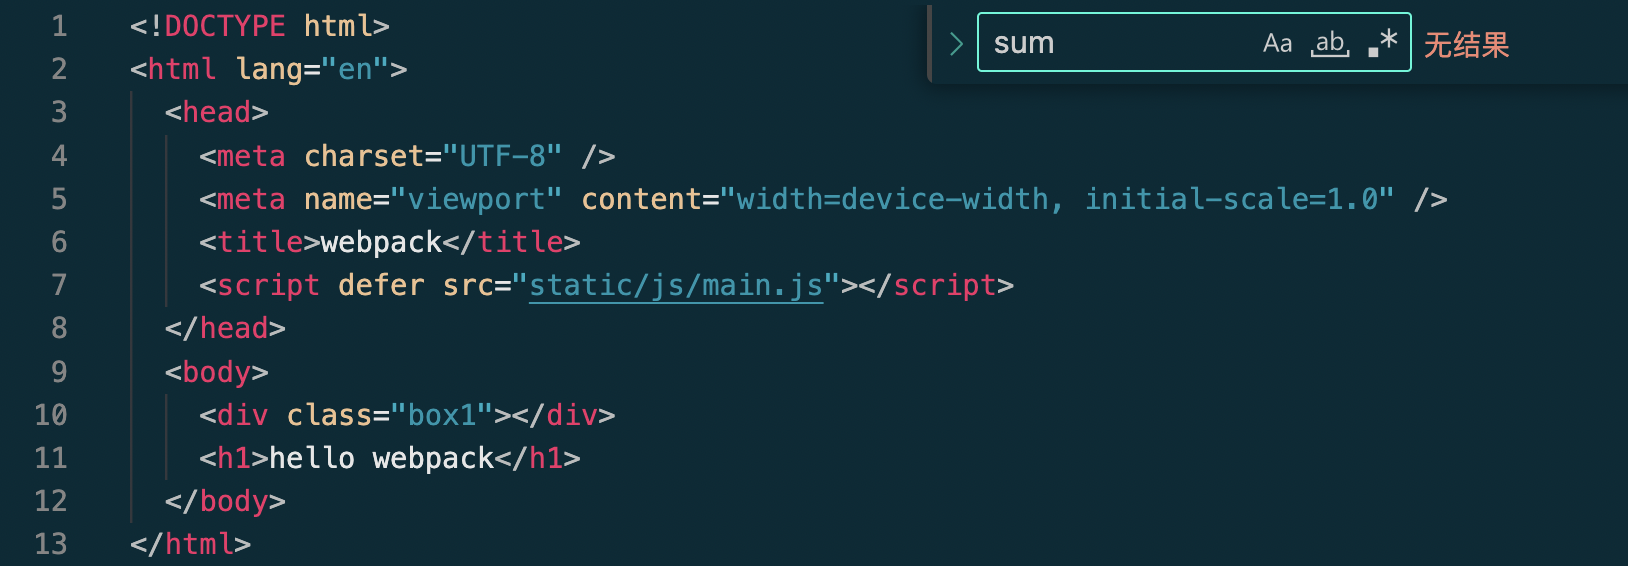 1 <!DOCTYPE html>
sum Aa ab .* 无结果
2 <html lang="en">
3 <head>
4 <meta charset="UTF-8" />
5 <meta name="viewport" content="width=device-width, initial-scale=1.0" />
6 <title>webpack</title>
7 <script defer src="static/js/main.js"></script>
8 </head>
9 <body>
10 <div class="box1"></div>
11 <h1>hello webpack</h1>
12 </body>
13 </html>